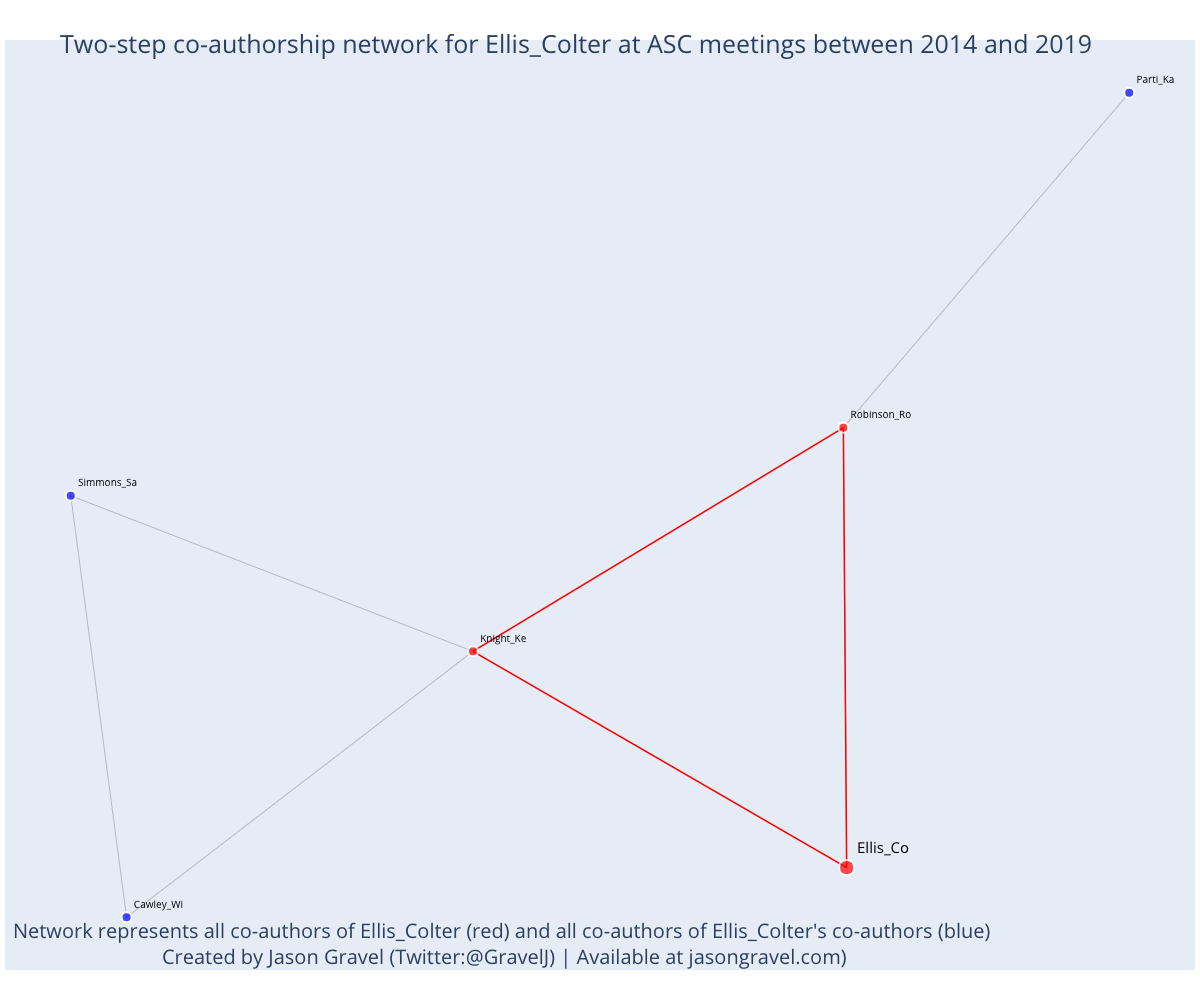 Two-step co-authorship network for Ellis_Colter at ASC meetings between 2014 and 2019
Parti_Ka
Robinson_Ro
Simmons_Sa
Knight_Ke
Ellis_Co
Cawley_Wi
Network represents all co-authors of Ellis_Colter (red) and all co-authors of Ellis_Colter's co-authors (blue)
Created by Jason Gravel (Twitter:@GravelJ) | Available at jasongravel.com)